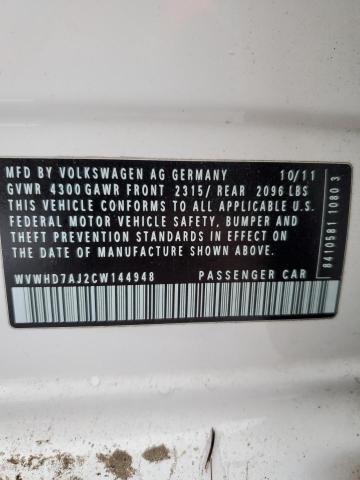 MFD BY VOLKSWAGEN AG GERMANY 10/11
GVWR 4300 GAWR FRONT 2315/ REAR 2096 LBS
THIS VEHICLE CONFORMS TO ALL APPLICABLE U.S.
FEDERAL MOTOR VEHICLE SAFETY, BUMPER AND
THEFT PREVENTION STANDARDS IN EFFECT ON
THE DATE OF MANUFACTURE SHOWN ABOVE
WVWHD7AJ2CW144948 PASSENGER CAR
8410581 1080 3